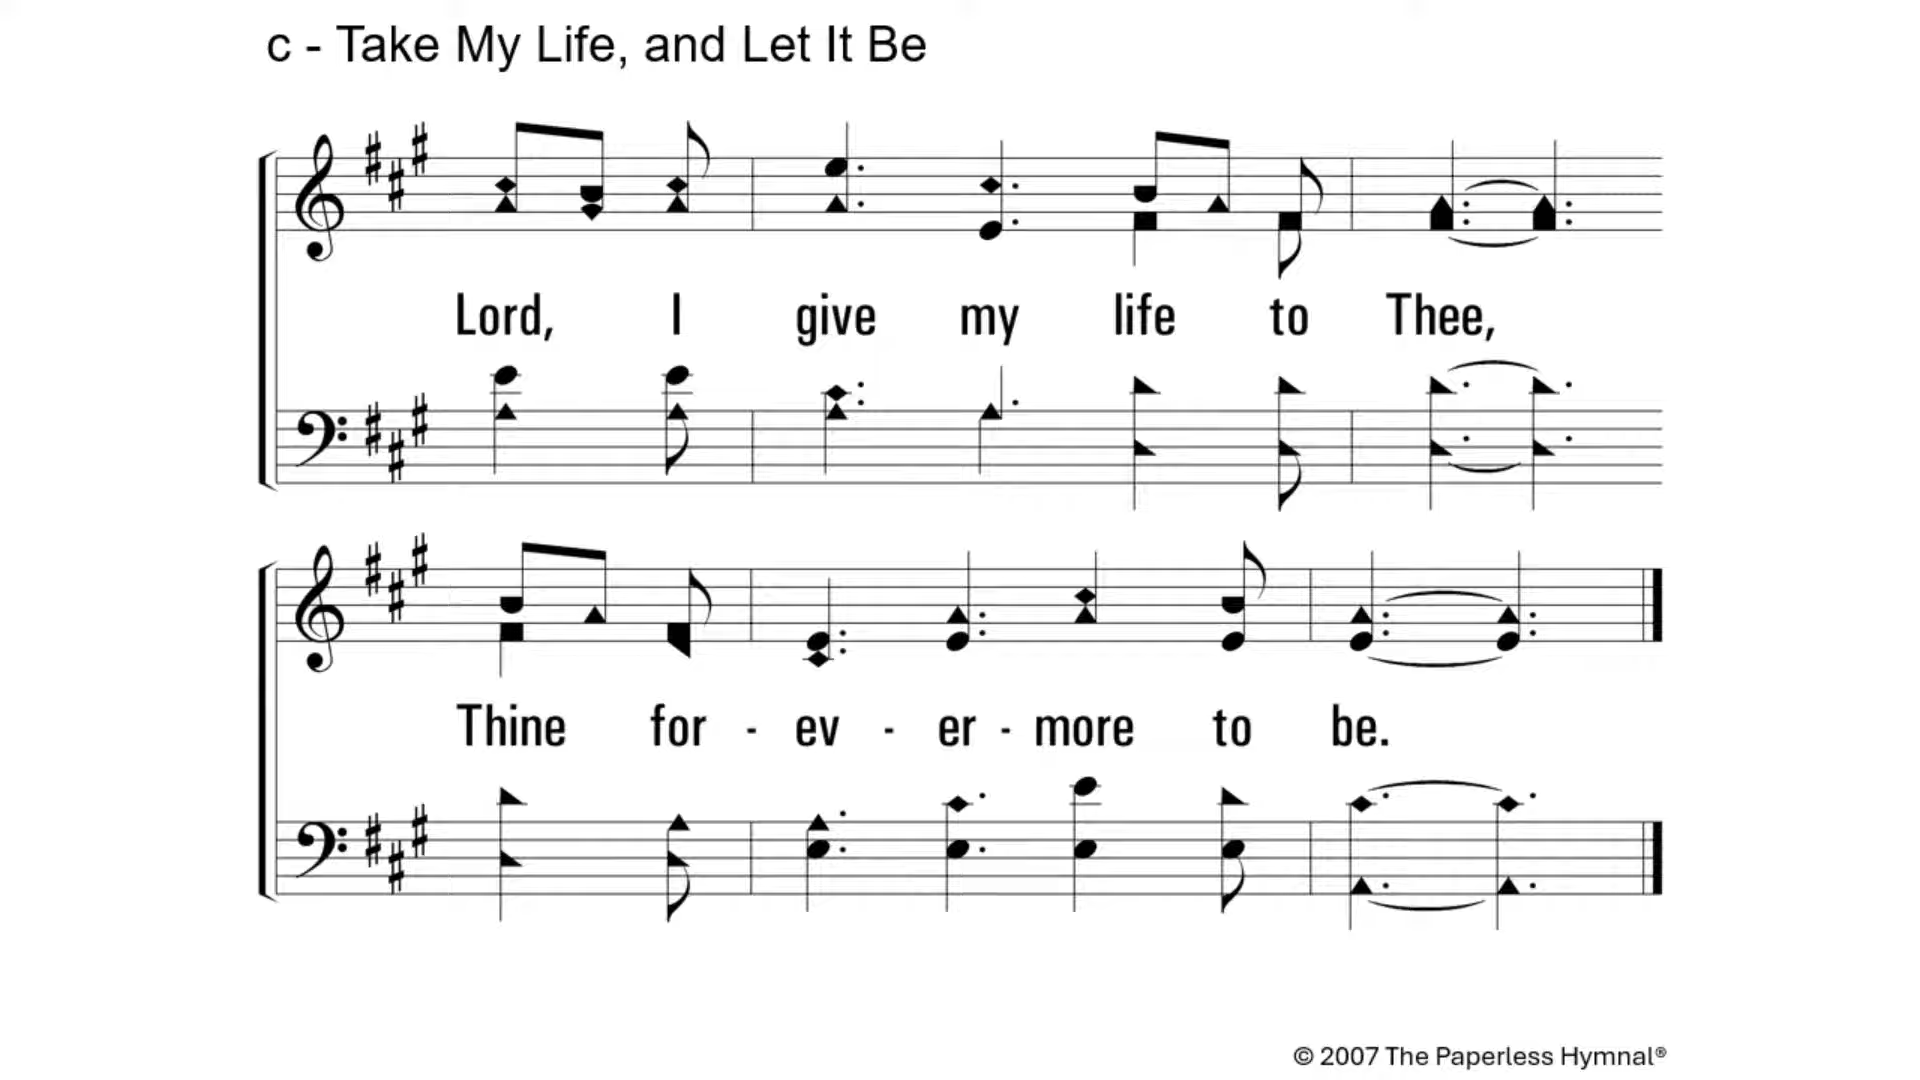 c - Take My Life, and Let It Be
Lord, I give my life to Thee,
Thine for - ev - er - more to be.
© 2007 The Paperless Hymnal®